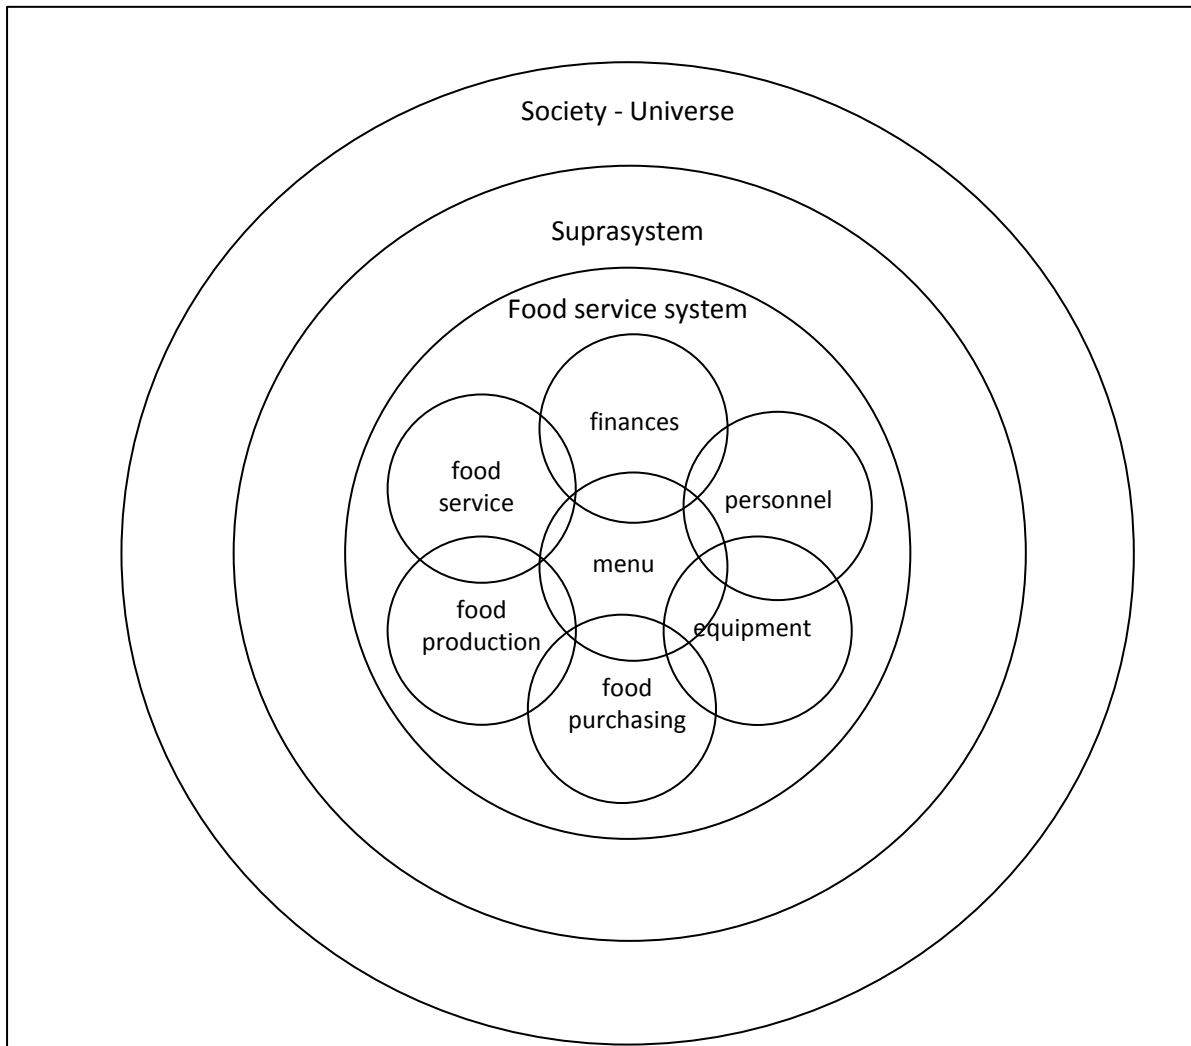 Society - Universe
Suprasystem
Food service system
finances
food
service
personnel
menu
food
production
equipment
food
purchasing